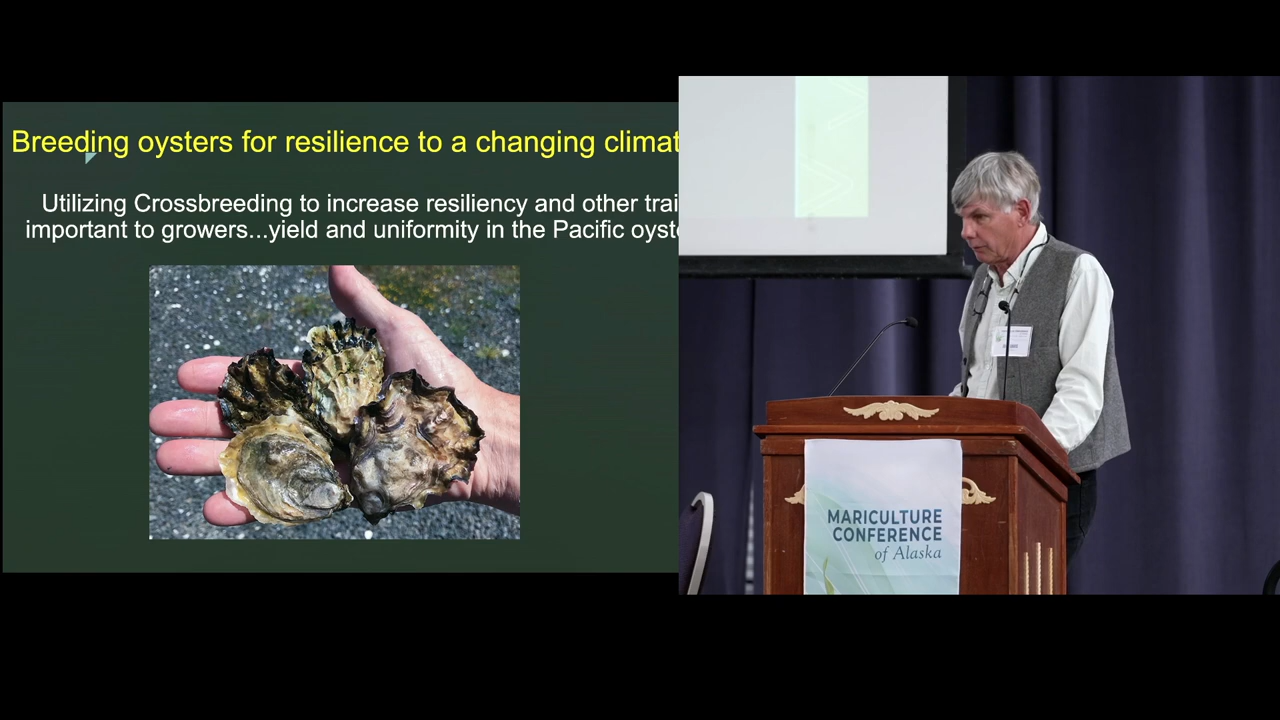 Breeding oysters for resilience to a changing climat
Utilizing Crossbreeding to increase resiliency and other trai
important to growers...yield and uniformity in the Pacific oyst
MARICULTURE
CONFERENCE
of Alaska